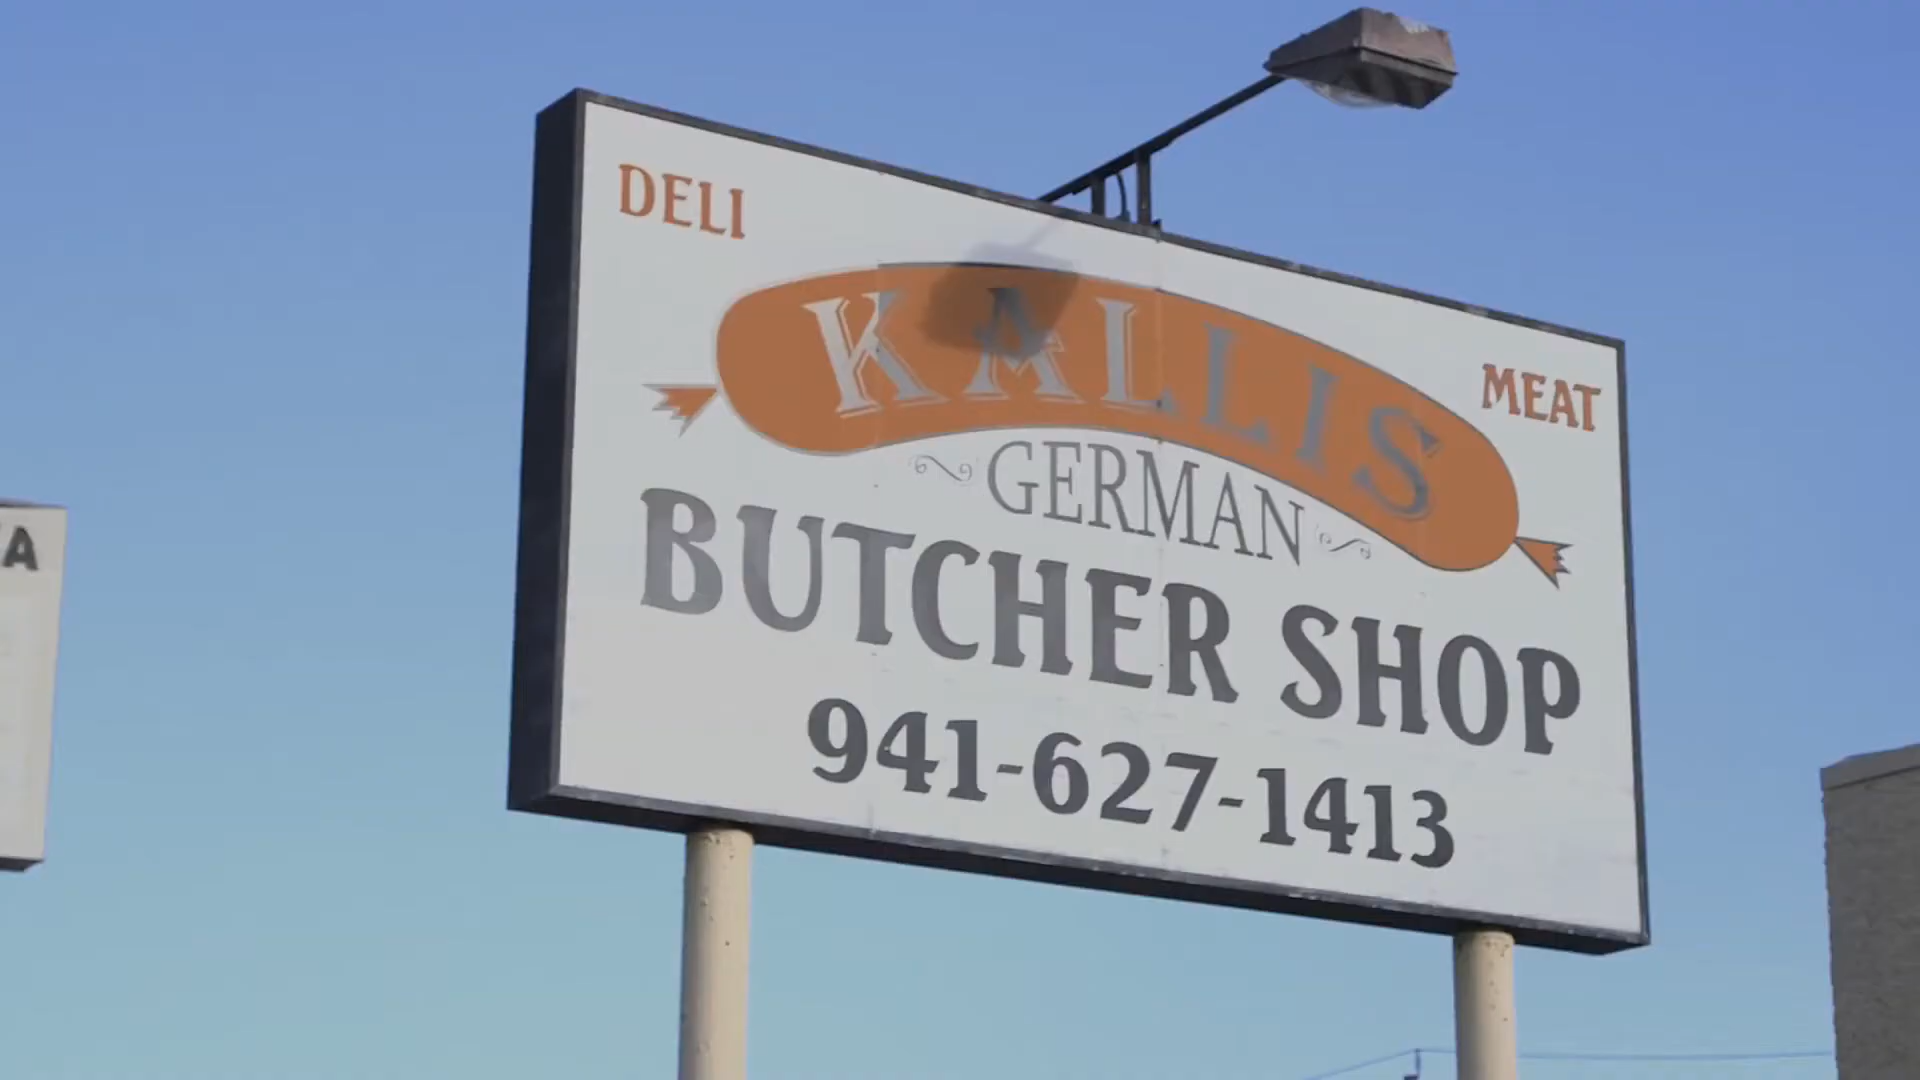 DELI
KALLIS
MEAT
GERMAN
BUTCHER SHOP
941-627-1413